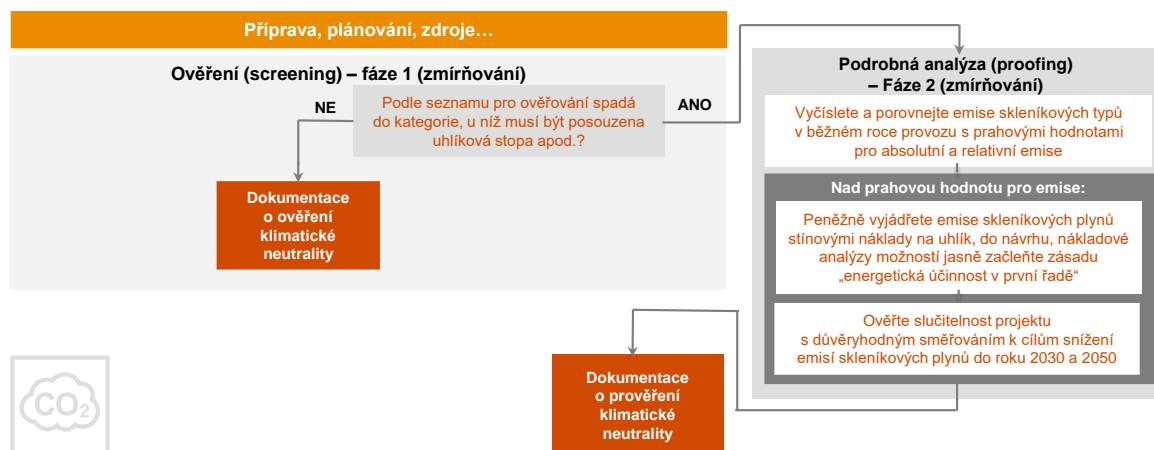 Příprava, plánování, zdroje…
Ověření (screening) – fáze 1 (zmírňování)
NE
Podle seznamu pro ověřování spadá
do kategorie, u níž musí být posouzena
uhlíková stopa apod.?
ANO
Dokumentace
o ověření
klimatické
neutrality
Podrobná analýza (proofing)
– Fáze 2 (zmírňování)
Vyčíslete a porovnejte emise skleníkových typů
v běžném roce provozu s prahovými hodnotami
pro absolutní a relativní emise
Nad prahovou hodnotu pro emise:
Peněžně vyjádřete emise skleníkových plynů
stínovými náklady na uhlík, do návrhu, nákladové
analýzy možností jasně začleňte zásadu
„energetická účinnost v první řadě“
Ověřte slučitelnost projektu
s důvěryhodným směřováním k cílům snížení
emisí skleníkových plynů do roku 2030 a 2050
Dokumentace
o prověření
klimatické
neutrality
CO₂